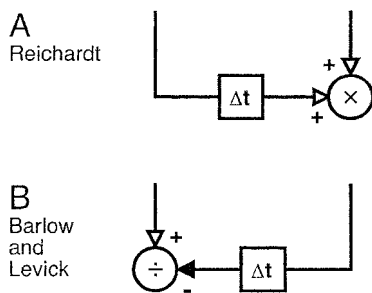 A
Reichardt
+
Δt
+
×
B
Barlow
and
Levick
+
÷
-
Δt